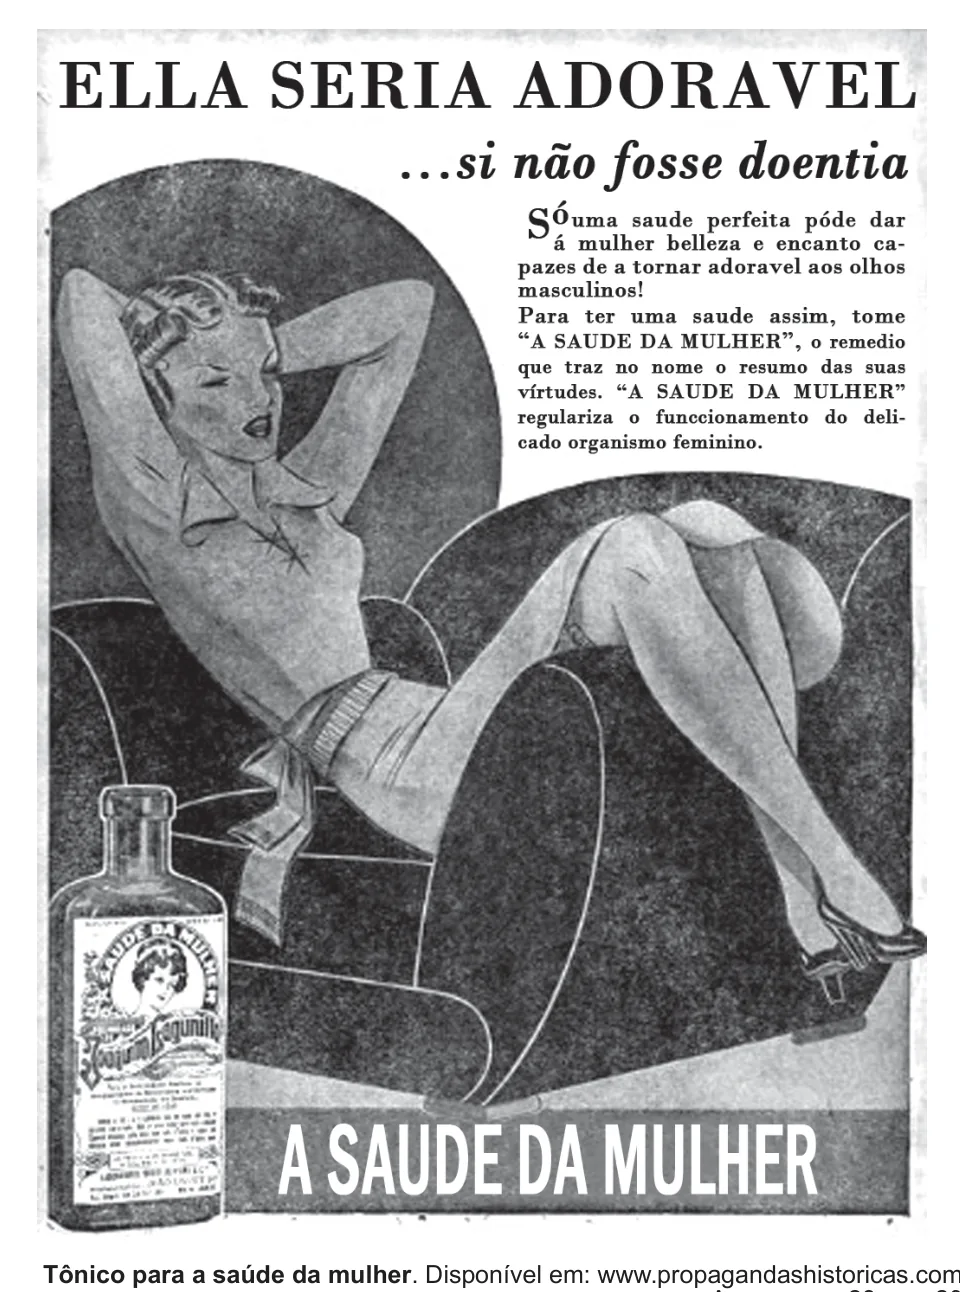 ELLA SERIA ADORAVEL
...si não fosse doentia
Só uma saude perfeita póde dar
á mulher belleza e encanto ca-
pazes de a tornar adoravel aos olhos
masculinos!
Para ter uma saude assim, tome
“A SAUDE DA MULHER”, o remedio
que traz no nome o resumo das suas
vírtudes. “A SAUDE DA MULHER”
regulariza o funccionamento do deli-
cado organismo feminino.
A SAUDE DA MULHER
A SAUDE DA MULHER
Tônico para a saúde da mulher. Disponível em: www.propagandashistoricas.com